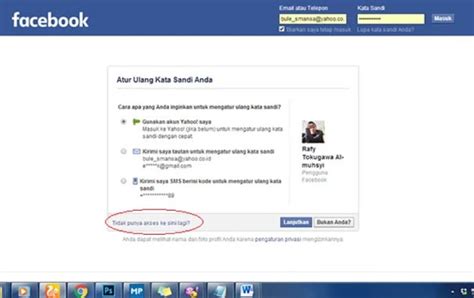 facebook
Email atau Telepon
Kata Sandi
bule_smansa@yahoo.co.
Masuk
Biarkan saya tetap masuk
Lupa kata sandi Anda?
Atur Ulang Kata Sandi Anda
Cara apa yang Anda inginkan untuk mengatur ulang kata sandi?
Gunakan akun Yahoo! saya
Masuk ke Yahoo! (jika belum) untuk mengatur ulang kata
sandi dengan cepat
Kirimi saya tautan untuk mengatur ulang kata sandi
bule_smansa@yahoo.co.id
Kirimi saya SMS berisi kode untuk mengatur ulang kata
sandi
Rafy
Tokugawa Al-
muhsyi
Pengguna
Facebook
Tidak punya akses ke sini lagi?
Lanjutkan
Bukan Anda?
Anda dapat melihat nama dan foto profil Anda karena pengaturan privasi mengizinkannya
MP
W